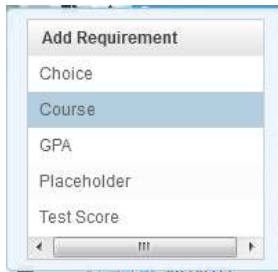 Add Requirement
Choice
Course
GPA
Placeholder
Test Score